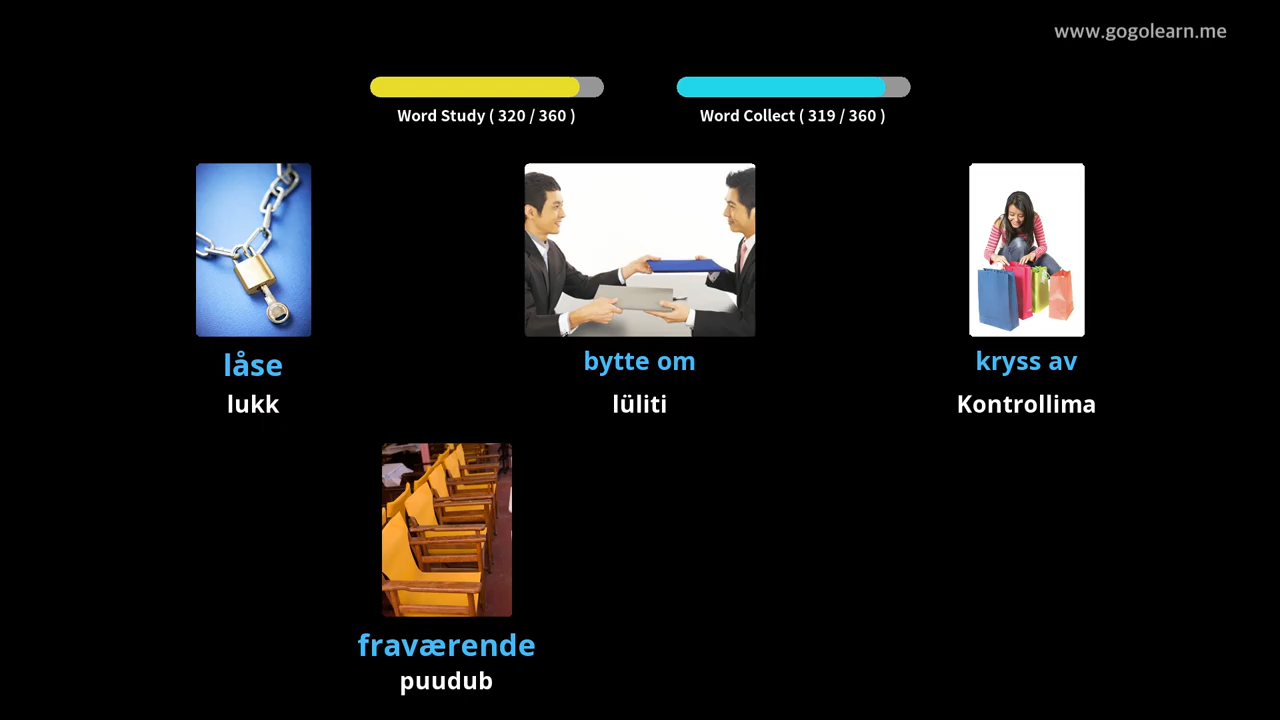 www.gogolearn.me
Word Study ( 320 / 360 )
Word Collect ( 319 / 360 )
låse
lukk
bytte om
lüliti
kryss av
Kontrollima
fraværende
puudub